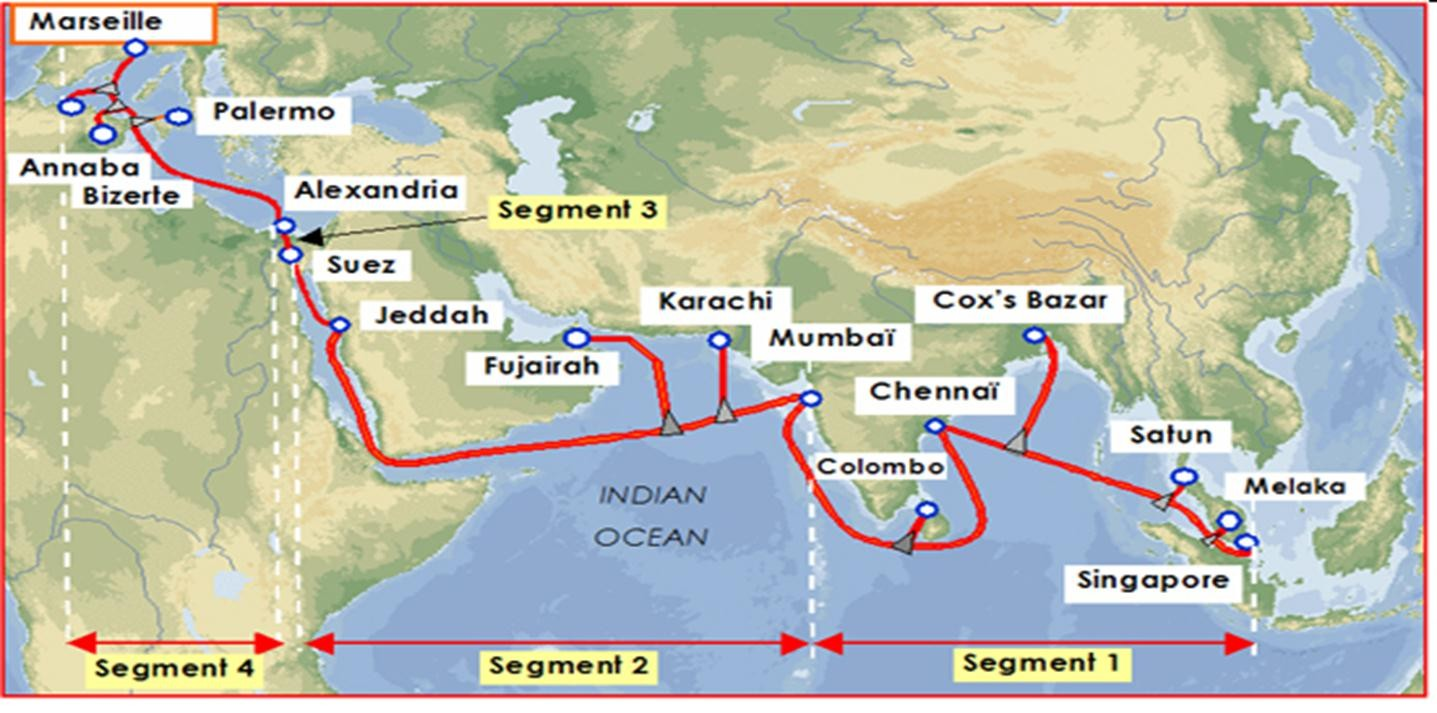 Marseille
Palermo
Annaba
Bizerte
Alexandria
Segment 3
Suez
Jeddah
Karachi
Cox's Bazar
Mumbaï
Fujairah
Chennaï
Satun
Colombo
Melaka
INDIAN
OCEAN
Singapore
Segment 4
Segment 2
Segment 1